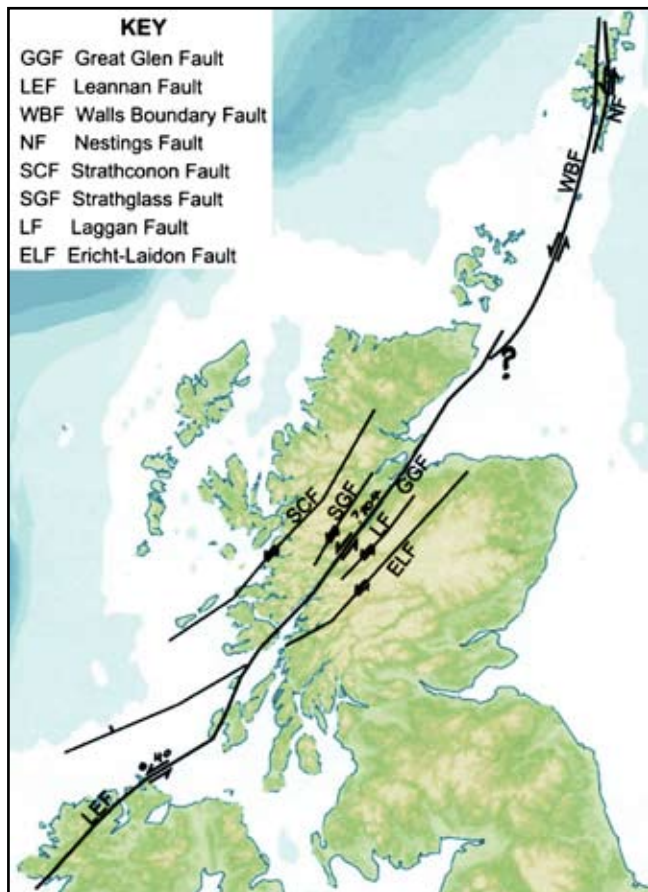 KEY
GGF Great Glen Fault
LEF Leannan Fault
WBF Walls Boundary Fault
NF Nestings Fault
SCF Strathconon Fault
SGF Strathglass Fault
LF Laggan Fault
ELF Ericht-Laidon Fault
NF
WBF
?
GGF
SCF
SGF
LF
ELF
40
LEF